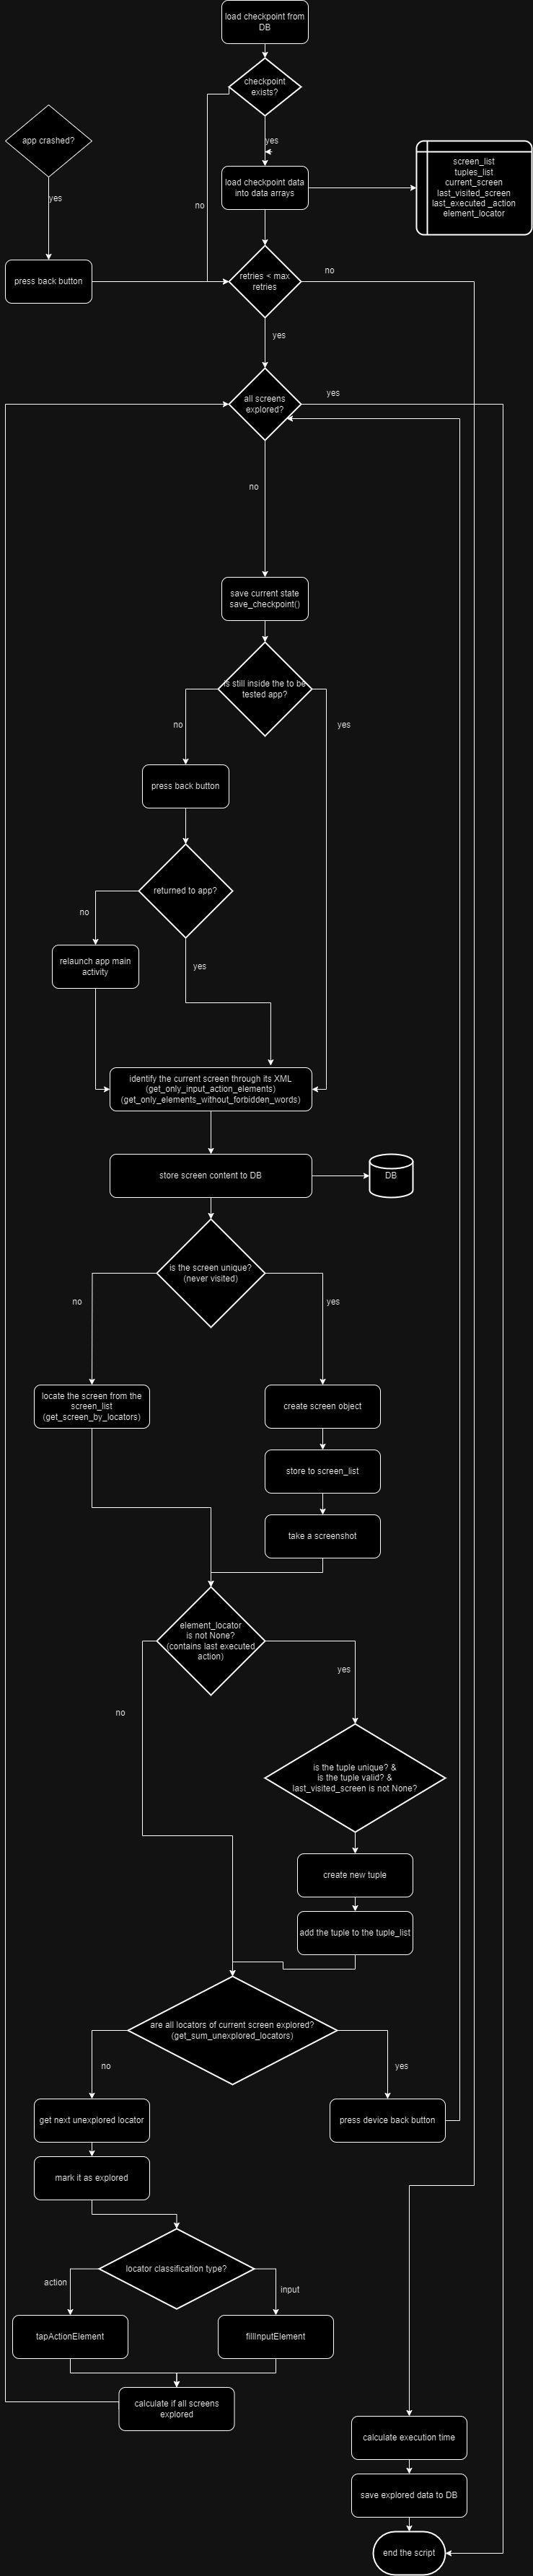 load checkpoint from
DB
checkpoint
exists?
app crashed?
yes
yes
load checkpoint data
into data arrays
screen_list
tuples_list
current_screen
last_visited_screen
last_executed _action
element_locator
no
press back button
retries < max
retries
no
yes
all screens
explored?
yes
no
save current state
save_checkpoint()
is still inside the to be
tested app?
no
yes
press back button
returned to app?
no
yes
relaunch app main
activity
identify the current screen through its XML
(get_only_input_action_elements)
(get_only_elements_without_forbidden_words)
store screen content to DB
DB
is the screen unique?
(never visited)
no
yes
locate the screen from the
screen_list
(get_screen_by_locators)
create screen object
store to screen_list
take a screenshot
element_locator
is not None?
(contains last executed
action)
yes
no
is the tuple unique? &
is the tuple valid? &
last_visited_screen is not None?
create new tuple
add the tuple to the tuple_list
are all locators of current screen explored?
(get_sum_unexplored_locators)
no
yes
get next unexplored locator
press device back button
mark it as explored
locator classification type?
action
input
tapActionElement
fillInputElement
calculate if all screens
explored
calculate execution time
save explored data to DB
end the script